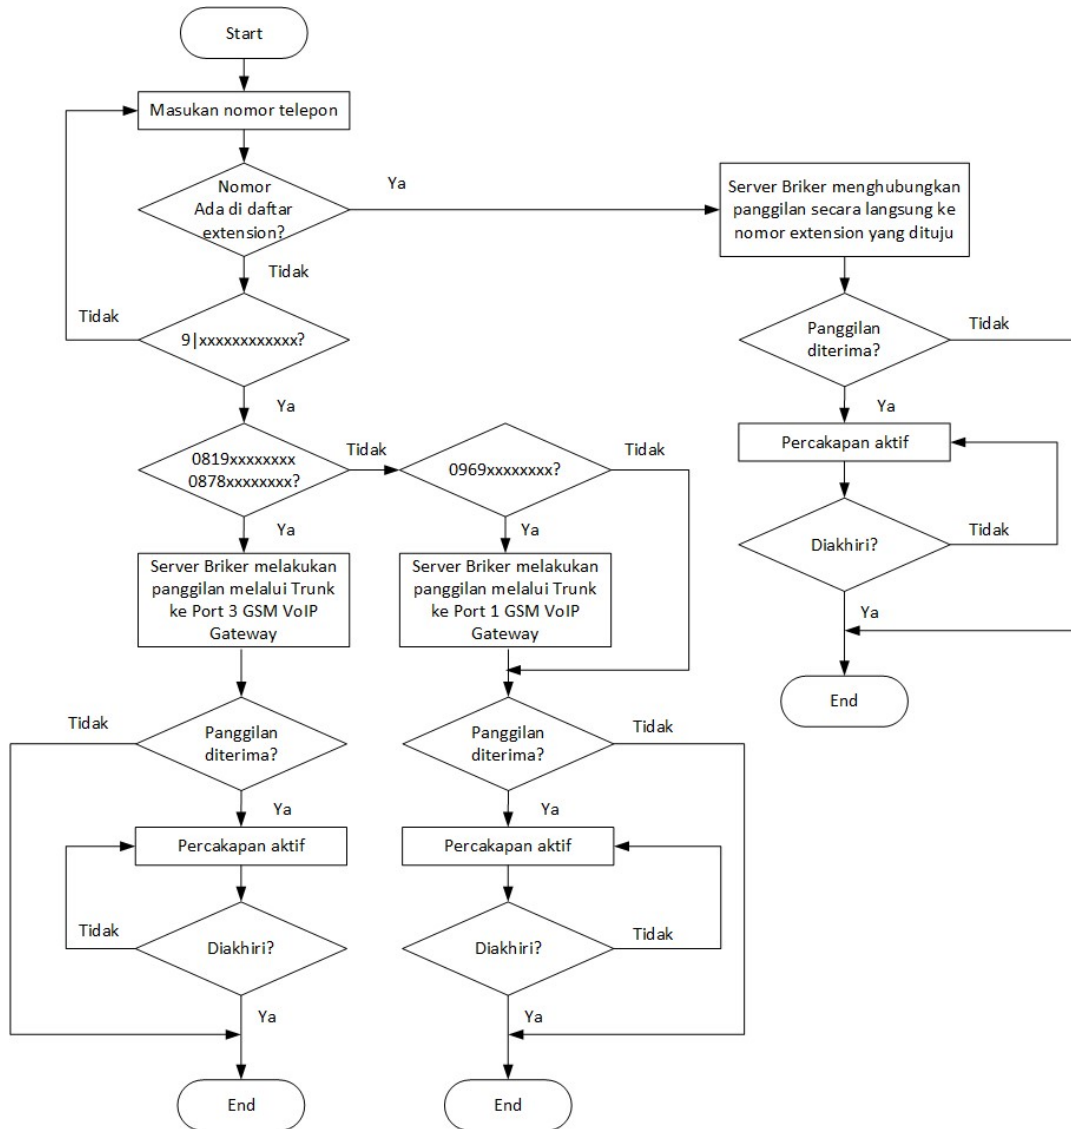 Start
Masukan nomor telepon
Nomor
Ada di daftar
extension?
Ya
Server Briker menghubungkan
panggilan secara langsung ke
nomor extension yang dituju
Tidak
Tidak
9|xxxxxxxxxxxx?
Panggilan
diterima?
Tidak
Ya
Ya
0819xxxxxxxx
0878xxxxxxxx?
Tidak
0969xxxxxxxx?
Tidak
Percakapan aktif
Ya
Ya
Diakhiri?
Tidak
Server Briker melakukan
panggilan melalui Trunk
ke Port 3 GSM VoIP
Gateway
Server Briker melakukan
panggilan melalui Trunk
ke Port 1 GSM VoIP
Gateway
Ya
End
Tidak
Panggilan
diterima?
Panggilan
diterima?
Tidak
Ya
Ya
Percakapan aktif
Percakapan aktif
Tidak
Diakhiri?
Diakhiri?
Tidak
Ya
Ya
End
End